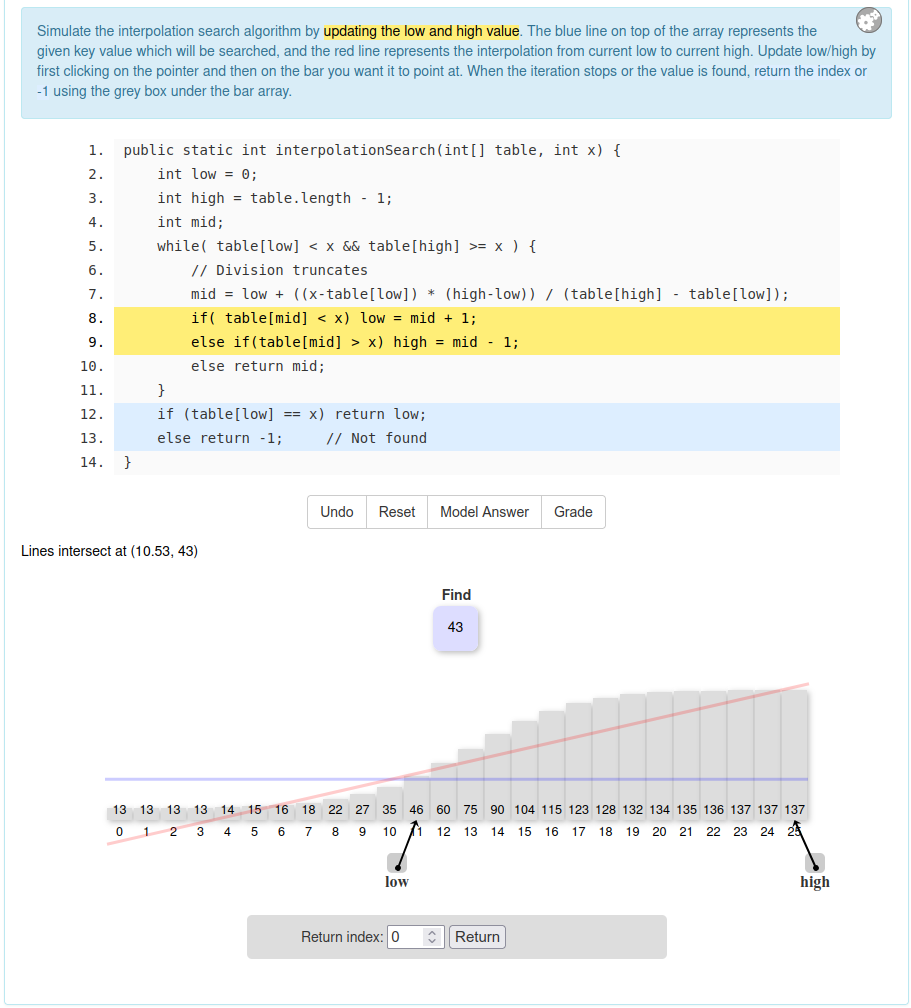 Simulate the interpolation search algorithm by updating the low and high value. The blue line on top of the array represents the
given key value which will be searched, and the red line represents the interpolation from current low to current high. Update low/high by
first clicking on the pointer and then on the bar you want it to point at. When the iteration stops or the value is found, return the index or
-1 using the grey box under the bar array.
1. public static int interpolationSearch(int[] table, int x) {
2. int low = 0;
3. int high = table.length - 1;
4. int mid;
5. while( table[low] < x && table[high] >= x ) {
6. // Division truncates
7. mid = low + ((x-table[low]) * (high-low)) / (table[high] - table[low]);
8. if( table[mid] < x) low = mid + 1;
9. else if(table[mid] > x) high = mid - 1;
10. else return mid;
11. }
12. if (table[low] == x) return low;
13. else return -1; // Not found
14. }
Undo Reset Model Answer Grade
Lines intersect at (10.53, 43)
Find
43
13 13 13 13 14 15 16 18 22 27 35 46 60 75 90 104 115 123 128 132 134 135 136 137 137 137
0 1 2 3 4 5 6 7 8 9 10 11 12 13 14 15 16 17 18 19 20 21 22 23 24 25
low high
Return index: 0 Return